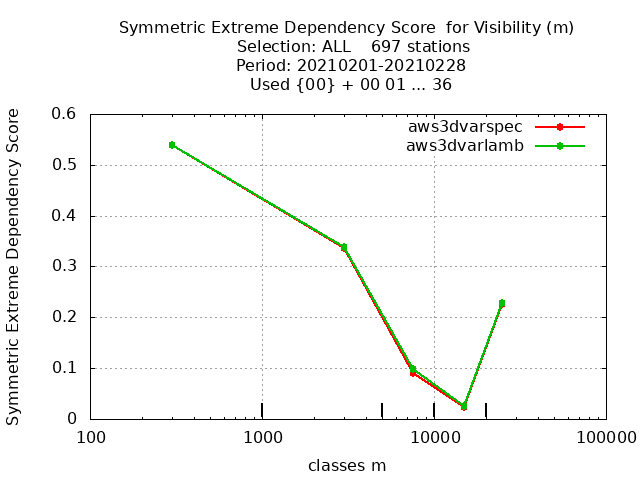 Symmetric Extreme Dependency Score  for Visibility (m)
Selection: ALL    697 stations
Period: 20210201-20210228
Used {00} + 00 01 ... 36
Symmetric Extreme Dependency Score
aws3dvarspec
aws3dvarlamb
0.6
0.5
0.4
0.3
0.2
0.1
0
100 1000 10000 100000
classes m